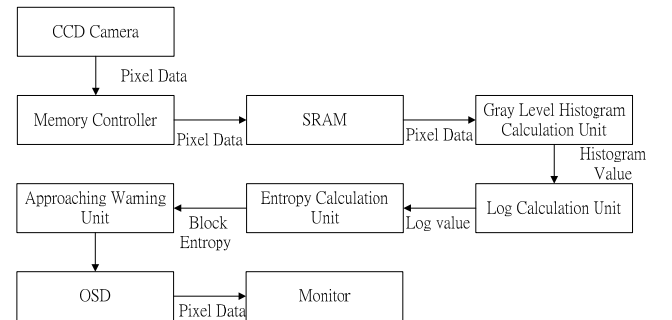 CCD Camera
Pixel Data
Memory Controller
Pixel Data
SRAM
Pixel Data
Gray Level Histogram
Calculation Unit
Histogram
Value
Approaching Warning
Unit
Block
Entropy
Entropy Calculation
Unit
Log value
Log Calculation Unit
OSD
Pixel Data
Monitor